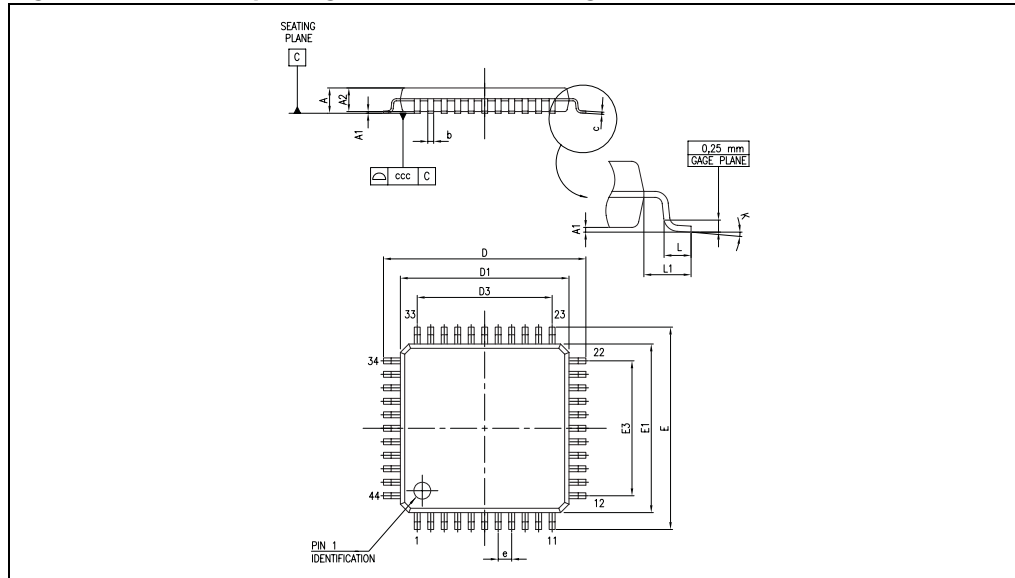 SEATING
PLANE
C
A
A2
A1
b
c
ccc C
0,25 mm
GAGE PLANE
K
A1
L
L1
D
D1
D3
33
23
34
22
E3
E1
E
44
12
PIN 1
IDENTIFICATION
1
11
e